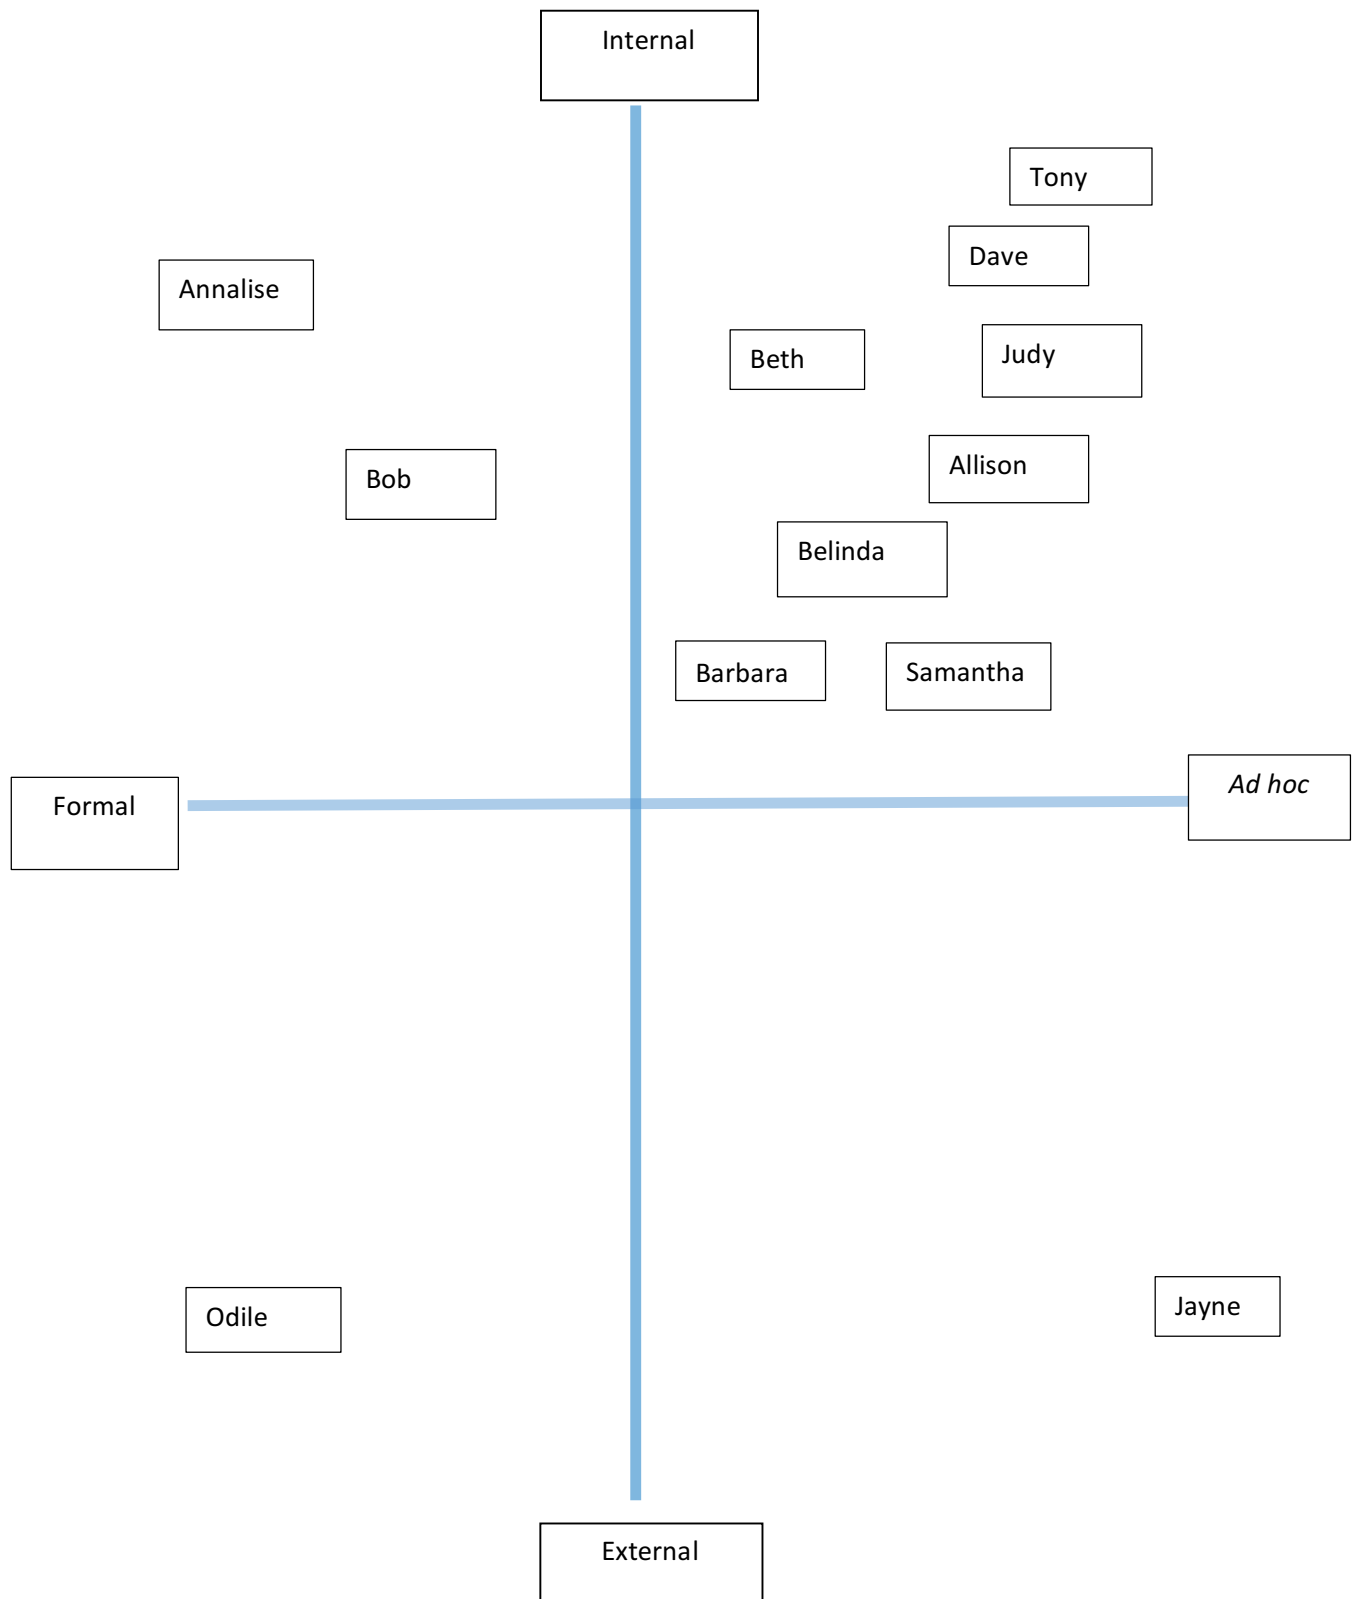 Internal
Tony
Dave
Annalise
Beth
Judy
Allison
Bob
Belinda
Barbara
Samantha
Formal
Ad hoc
Odile
Jayne
External